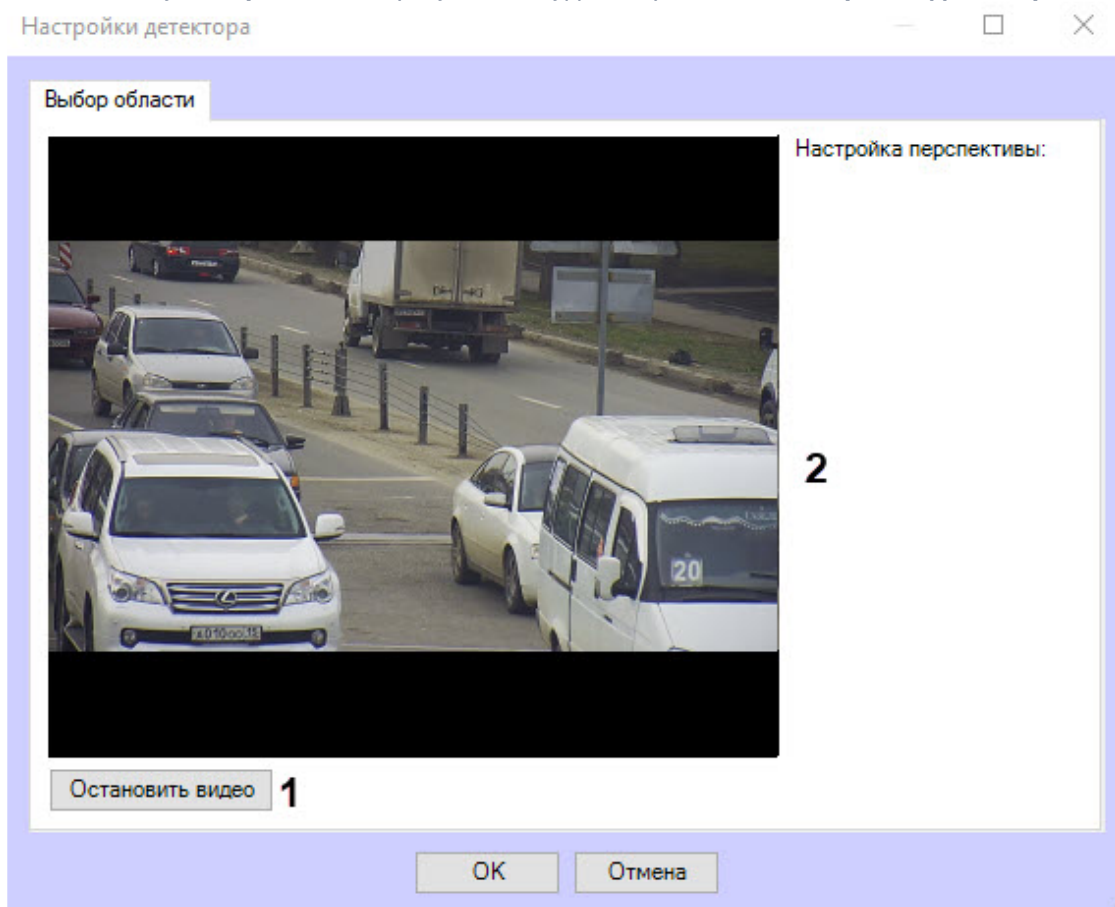 Настройки детектора
Выбор области
Настройка перспективы:
2
20
Остановить видео
1
OK
Отмена